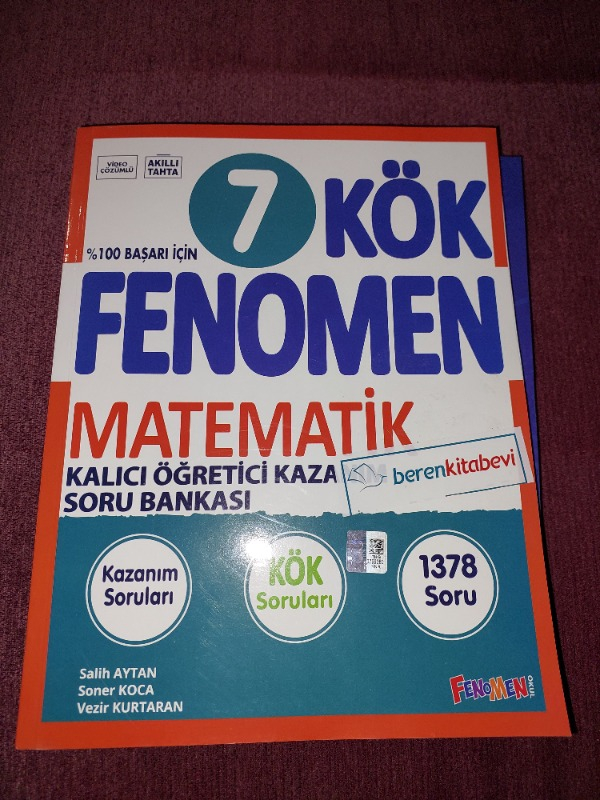 VİDEO
ÇÖZÜMLÜ
AKILLI
TAHTA
7 KÖK
%100 BAŞARI İÇİN
FENOMEN
MATEMATİK
KALICI ÖĞRETİCİ KAZA
berenkitabevi
SORU BANKASI
Kazanım
Soruları
KÖK
Soruları
1378
Soru
Salih AYTAN
Soner KOCA
Vezir KURTARAN
FENOMEN
OKUL